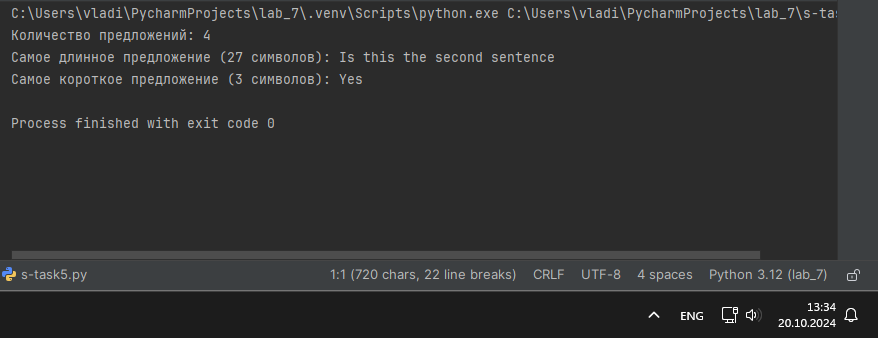 C:\Users\vladi\PycharmProjects\lab_7\.venv\Scripts\python.exe C:\Users\vladi\PycharmProjects\lab_7\s-ta
Количество предложений: 4
Самое длинное предложение (27 символов): Is this the second sentence
Самое короткое предложение (3 символов): Yes
Process finished with exit code 0
s-task5.py 1:1 (720 chars, 22 line breaks) CRLF UTF-8 4 spaces Python 3.12 (lab_7)
ENG 13:34
20.10.2024